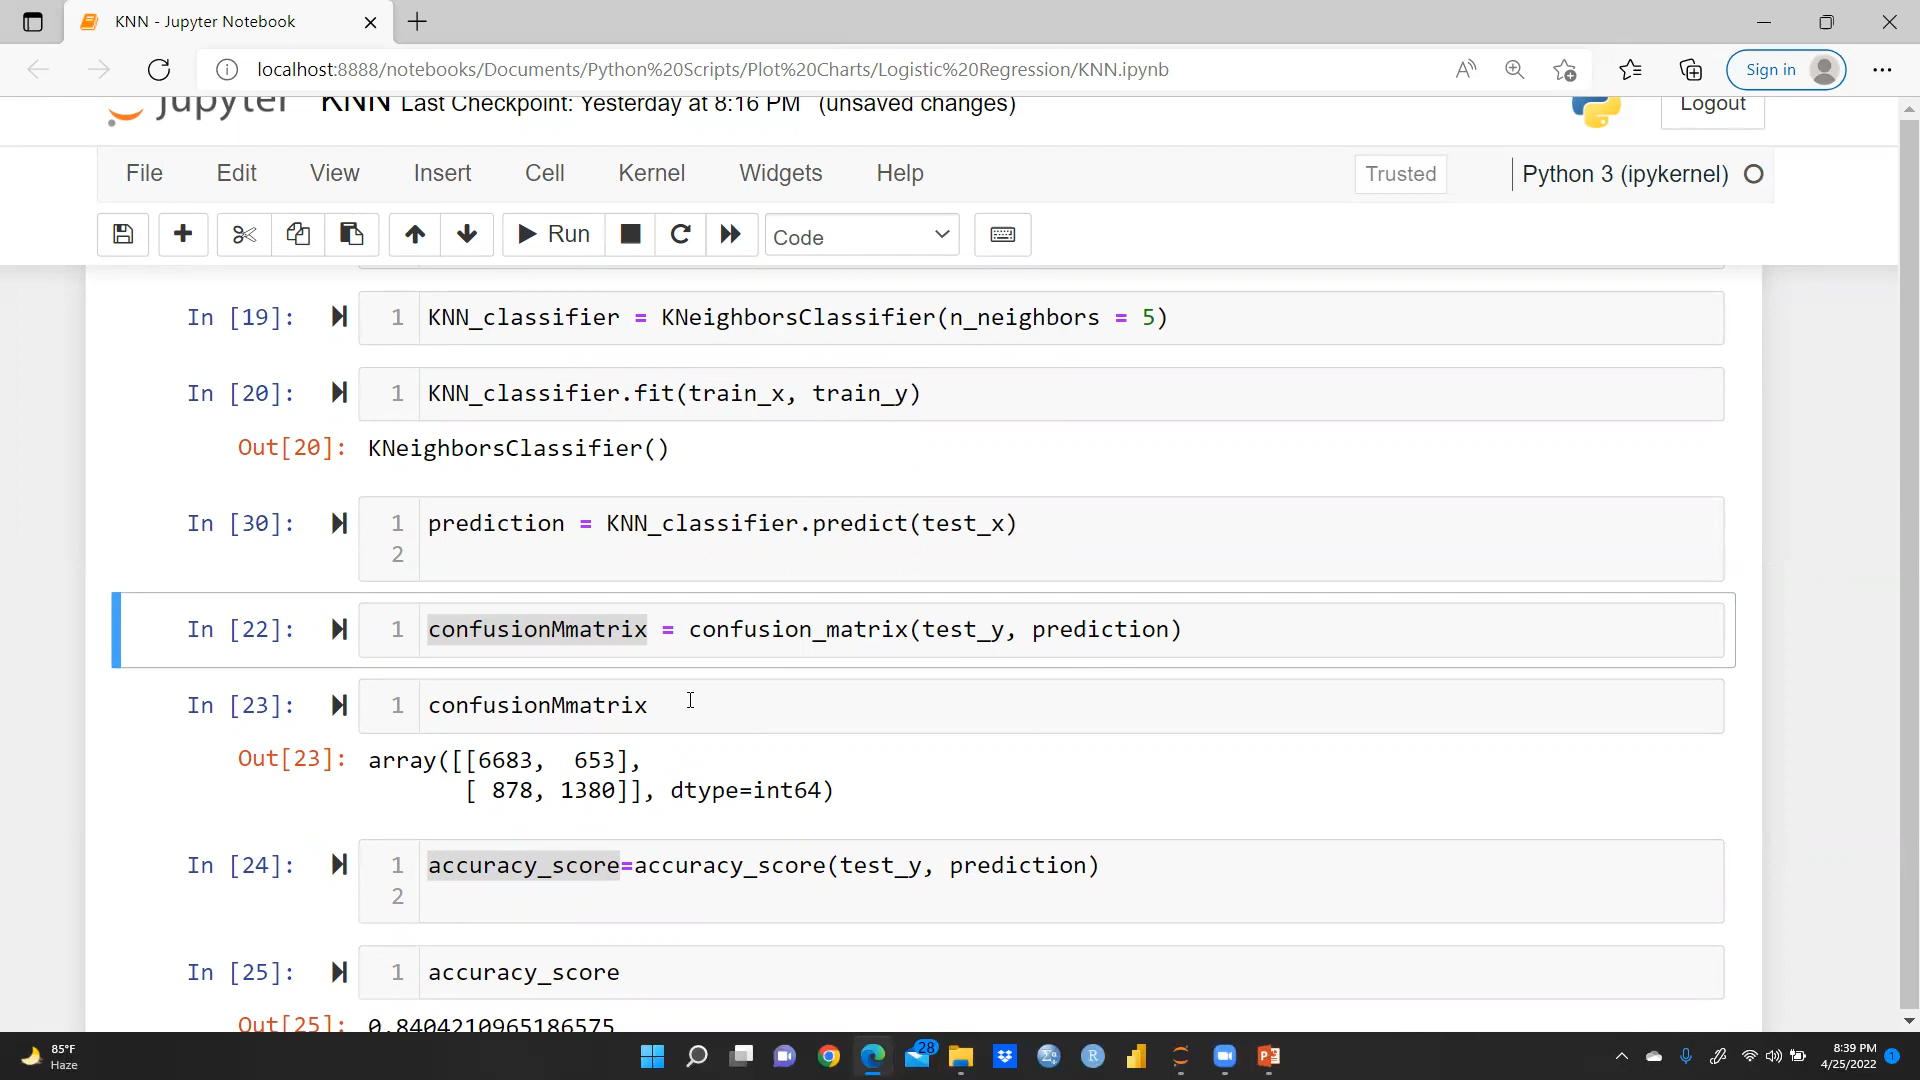 KNN - Jupyter Notebook
localhost:8888/notebooks/Documents/Python%20Scripts/Plot%20Charts/Logistic%20Regression/KNN.ipynb
Sign in
jupyter KNN Last Checkpoint: Yesterday at 8:16 PM (unsaved changes)
Logout
File Edit View Insert Cell Kernel Widgets Help
Trusted
Python 3 (ipykernel)
Run
Code
In [19]: 1 KNN_classifier = KNeighborsClassifier(n_neighbors = 5)
In [20]: 1 KNN_classifier.fit(train_x, train_y)
Out[20]: KNeighborsClassifier()
In [30]: 1 prediction = KNN_classifier.predict(test_x)
2
In [22]: 1 confusionMmatrix = confusion_matrix(test_y, prediction)
In [23]: 1 confusionMmatrix
Out[23]: array([[6683, 653],
[ 878, 1380]], dtype=int64)
In [24]: 1 accuracy_score=accuracy_score(test_y, prediction)
2
In [25]: 1 accuracy_score
Out[25]: 0.8404210965186575
85°F
Haze
28
8:39 PM
4/25/2022
1